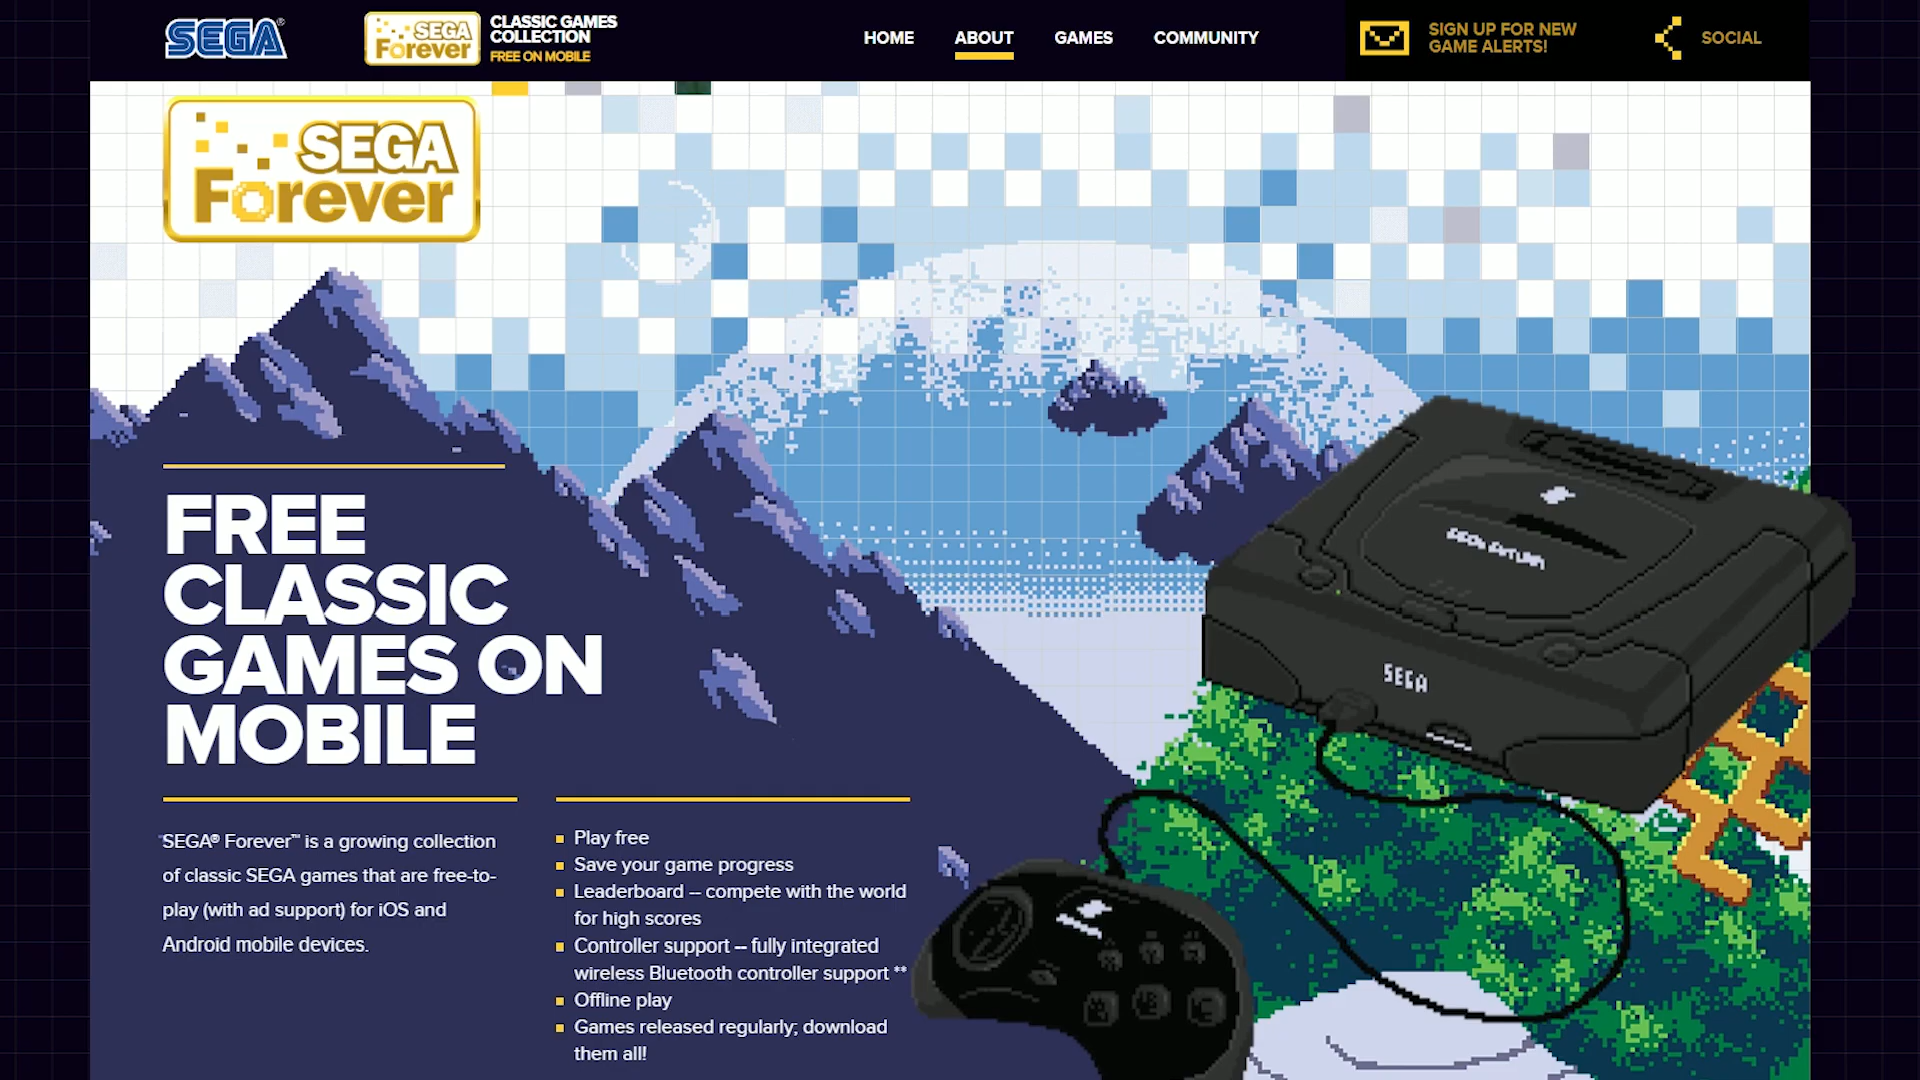 SEGA®
SEGA
Forever
CLASSIC GAMES
COLLECTION
FREE ON MOBILE
HOME
ABOUT
GAMES
COMMUNITY
SIGN UP FOR NEW
GAME ALERTS!
SOCIAL
SEGA
Forever
FREE
CLASSIC
GAMES ON
MOBILE
SEGA® Forever™ is a growing collection
of classic SEGA games that are free-to-
play (with ad support) for iOS and
Android mobile devices.
Play free
Save your game progress
Leaderboard – compete with the world
for high scores
Controller support – fully integrated
wireless Bluetooth controller support **
Offline play
Games released regularly; download
them all!
SEGA SATURN
SEGA